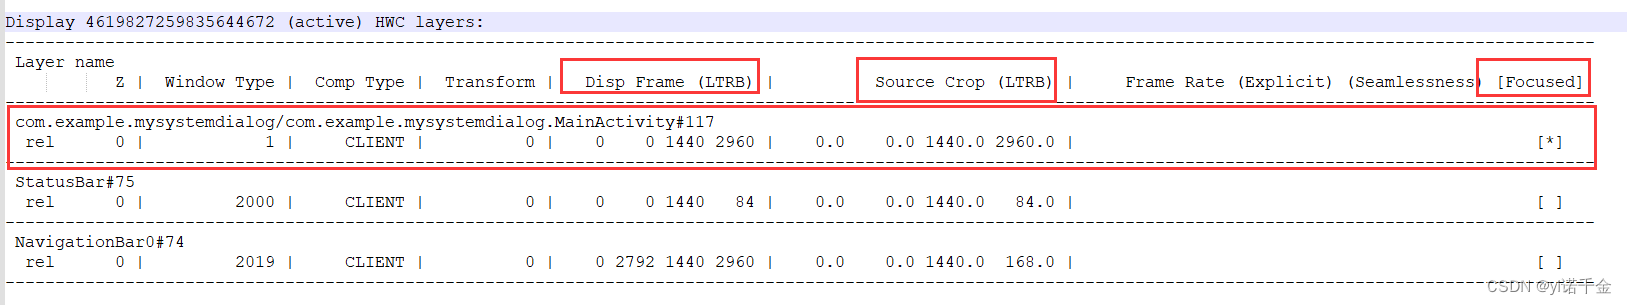 Display 4619827259835644672 (active) HWC layers:
Layer name
Z | Window Type | Comp Type | Transform | Disp Frame (LTRB) | Source Crop (LTRB) | Frame Rate (Explicit) (Seamlessness) [Focused]
com.example.mysystemdialog/com.example.mysystemdialog.MainActivity#117
rel 0 | 1 | CLIENT | 0 | 0 0 1440 2960 | 0.0 0.0 1440.0 2960.0 | [*]
StatusBar#75
rel 0 | 2000 | CLIENT | 0 | 0 0 1440 84 | 0.0 0.0 1440.0 84.0 | [ ]
NavigationBar0#74
rel 0 | 2019 | CLIENT | 0 | 0 2792 1440 2960 | 0.0 0.0 1440.0 168.0 | [ ]
CSDN @yi诺千金